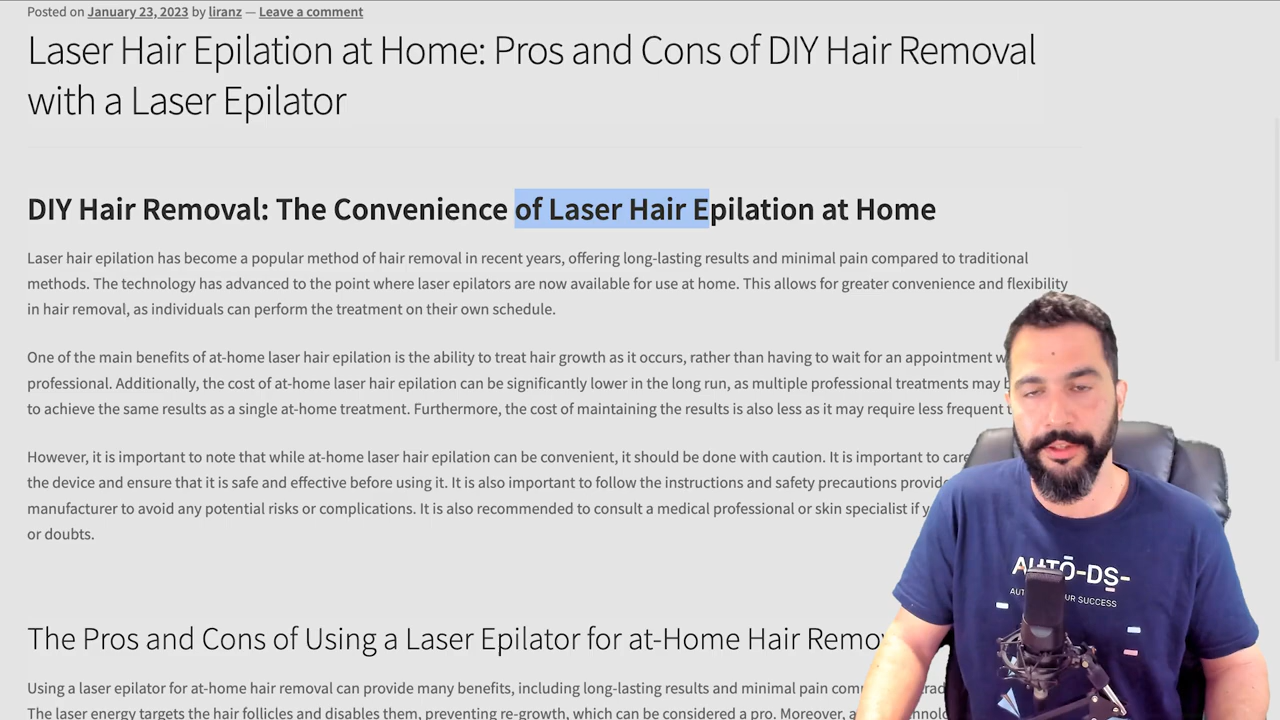 Posted on January 23, 2023 by liranz — Leave a comment
Laser Hair Epilation at Home: Pros and Cons of DIY Hair Removal
with a Laser Epilator
DIY Hair Removal: The Convenience of Laser Hair Epilation at Home
Laser hair epilation has become a popular method of hair removal in recent years, offering long-lasting results and minimal pain compared to traditional
methods. The technology has advanced to the point where laser epilators are now available for use at home. This allows for greater convenience and flexibility
in hair removal, as individuals can perform the treatment on their own schedule.
One of the main benefits of at-home laser hair epilation is the ability to treat hair growth as it occurs, rather than having to wait for an appointment
professional. Additionally, the cost of at-home laser hair epilation can be significantly lower in the long run, as multiple professional treatments may
to achieve the same results as a single at-home treatment. Furthermore, the cost of maintaining the results is also less as it may require less frequent
However, it is important to note that while at-home laser hair epilation can be convenient, it should be done with caution. It is important to
the device and ensure that it is safe and effective before using it. It is also important to follow the instructions and safety precautions
manufacturer to avoid any potential risks or complications. It is also recommended to consult a medical professional or skin specialist if
or doubts.
The Pros and Cons of Using a Laser Epilator for at-Home Hair
Using a laser epilator for at-home hair removal can provide many benefits, including long-lasting results and minimal pain
The laser energy targets the hair follicles and disables them, preventing re-growth, which can be considered a pro. Moreover,
AUTO-DS-
UR SUCCESS